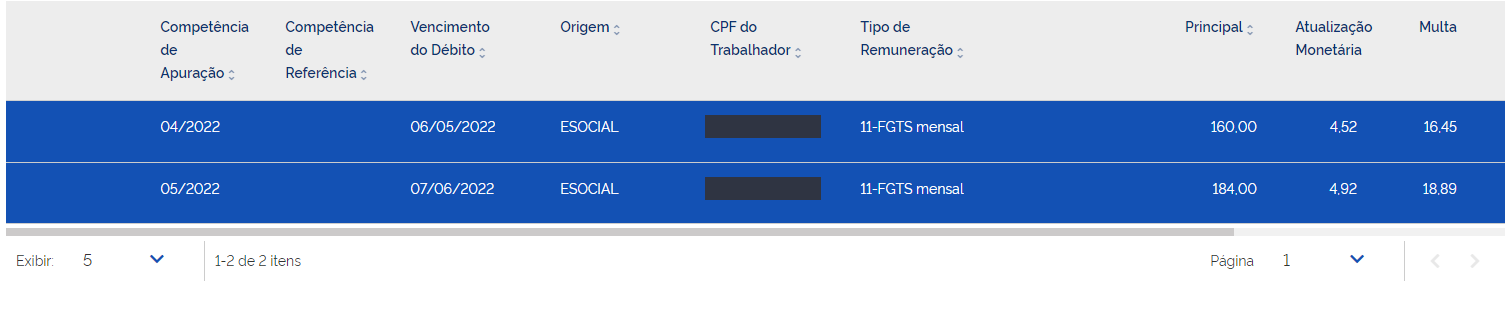 Competência de Apuração Competência de Referência Vencimento do Débito Origem CPF do Trabalhador Tipo de Remuneração Principal Atualização Monetária Multa
04/2022 06/05/2022 ESOCIAL 11-FGTS mensal 160,00 4,52 16,45
05/2022 07/06/2022 ESOCIAL 11-FGTS mensal 184,00 4,92 18,89
Exibir: 5 1-2 de 2 itens Página 1